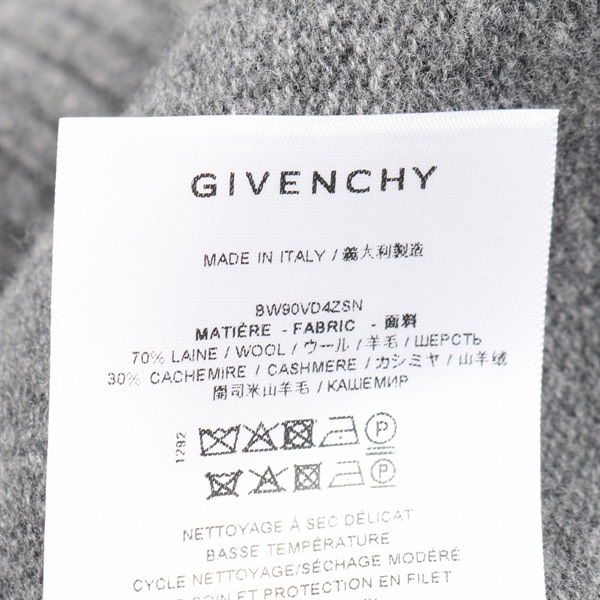 GIVENCHY
MADE IN ITALY / 義大利製造
BW90VD4ZSN
MATIÈRE - FABRIC - 面料
70% LAINE / WOOL / ウール / 羊毛 / ШЕРСТЬ
30% CACHEMIRE / CASHMERE / カシミヤ / 山羊绒
開司米山羊毛 / КАШЕМИР
1292
P
P
NETTOYAGE À SEC DÉLICAT
BASSE TEMPÉRATURE
CYCLE NETTOYAGE/SÉCHAGE MODÉRÉ
SOIN ET PROTECTION EN FILET